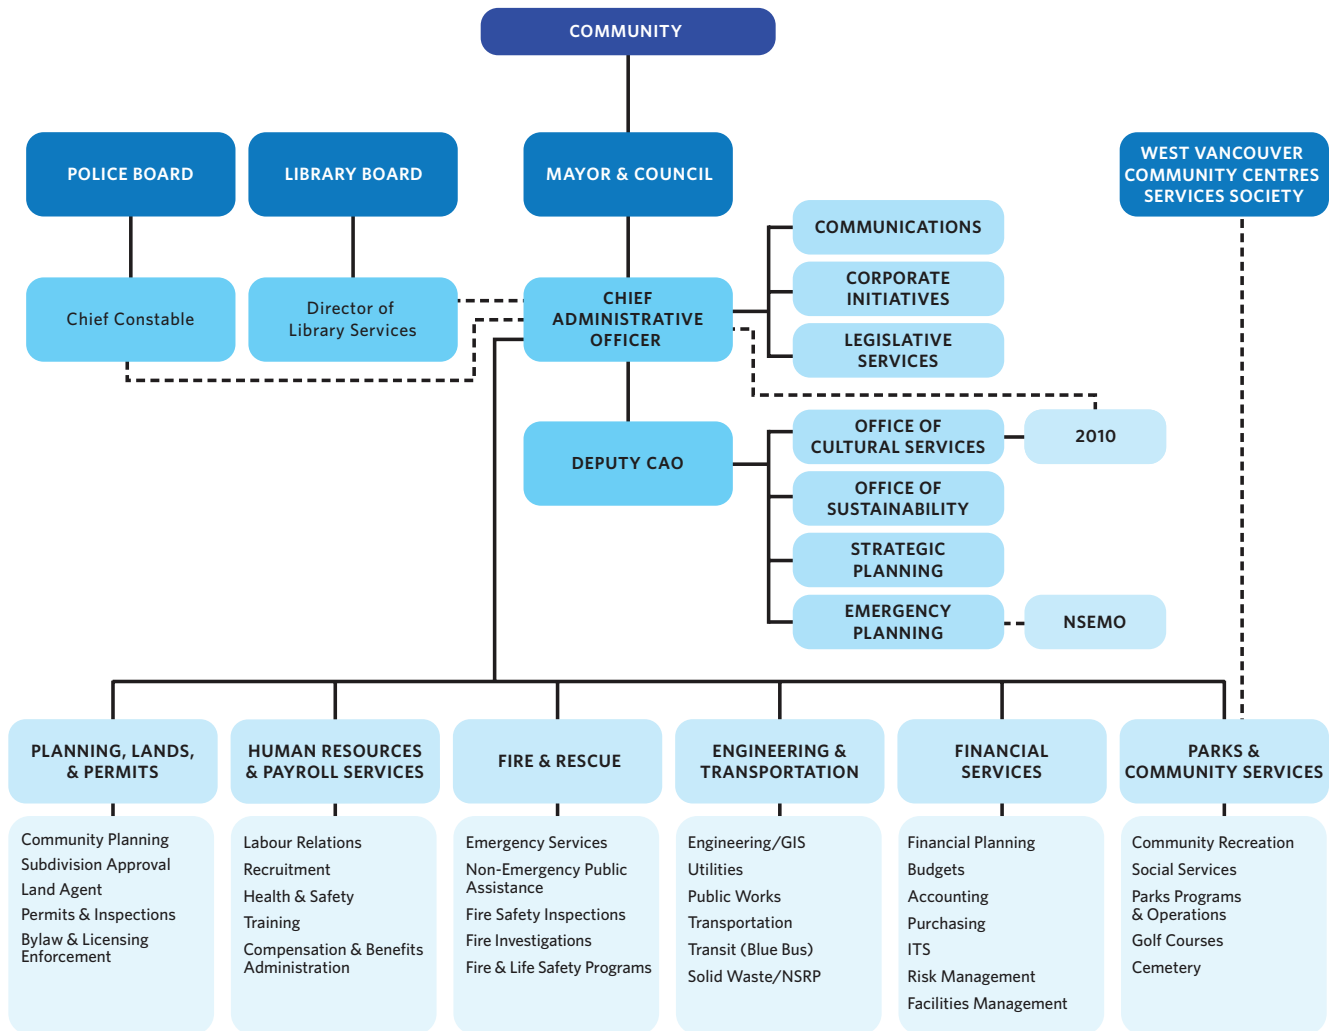 COMMUNITY
POLICE BOARD
LIBRARY BOARD
MAYOR & COUNCIL
WEST VANCOUVER
COMMUNITY CENTRES
SERVICES SOCIETY
Chief Constable
Director of
Library Services
CHIEF
ADMINISTRATIVE
OFFICER
COMMUNICATIONS
CORPORATE
INITIATIVES
LEGISLATIVE
SERVICES
DEPUTY CAO
OFFICE OF
CULTURAL SERVICES
2010
OFFICE OF
SUSTAINABILITY
STRATEGIC
PLANNING
EMERGENCY
PLANNING
NSEMO
PLANNING, LANDS,
& PERMITS
HUMAN RESOURCES
& PAYROLL SERVICES
FIRE & RESCUE
ENGINEERING &
TRANSPORTATION
FINANCIAL
SERVICES
PARKS &
COMMUNITY SERVICES
Community Planning
Subdivision Approval
Land Agent
Permits & Inspections
Bylaw & Licensing
Enforcement
Labour Relations
Recruitment
Health & Safety
Training
Compensation & Benefits
Administration
Emergency Services
Non-Emergency Public
Assistance
Fire Safety Inspections
Fire Investigations
Fire & Life Safety Programs
Engineering/GIS
Utilities
Public Works
Transportation
Transit (Blue Bus)
Solid Waste/NSRP
Financial Planning
Budgets
Accounting
Purchasing
ITS
Risk Management
Facilities Management
Community Recreation
Social Services
Parks Programs
& Operations
Golf Courses
Cemetery